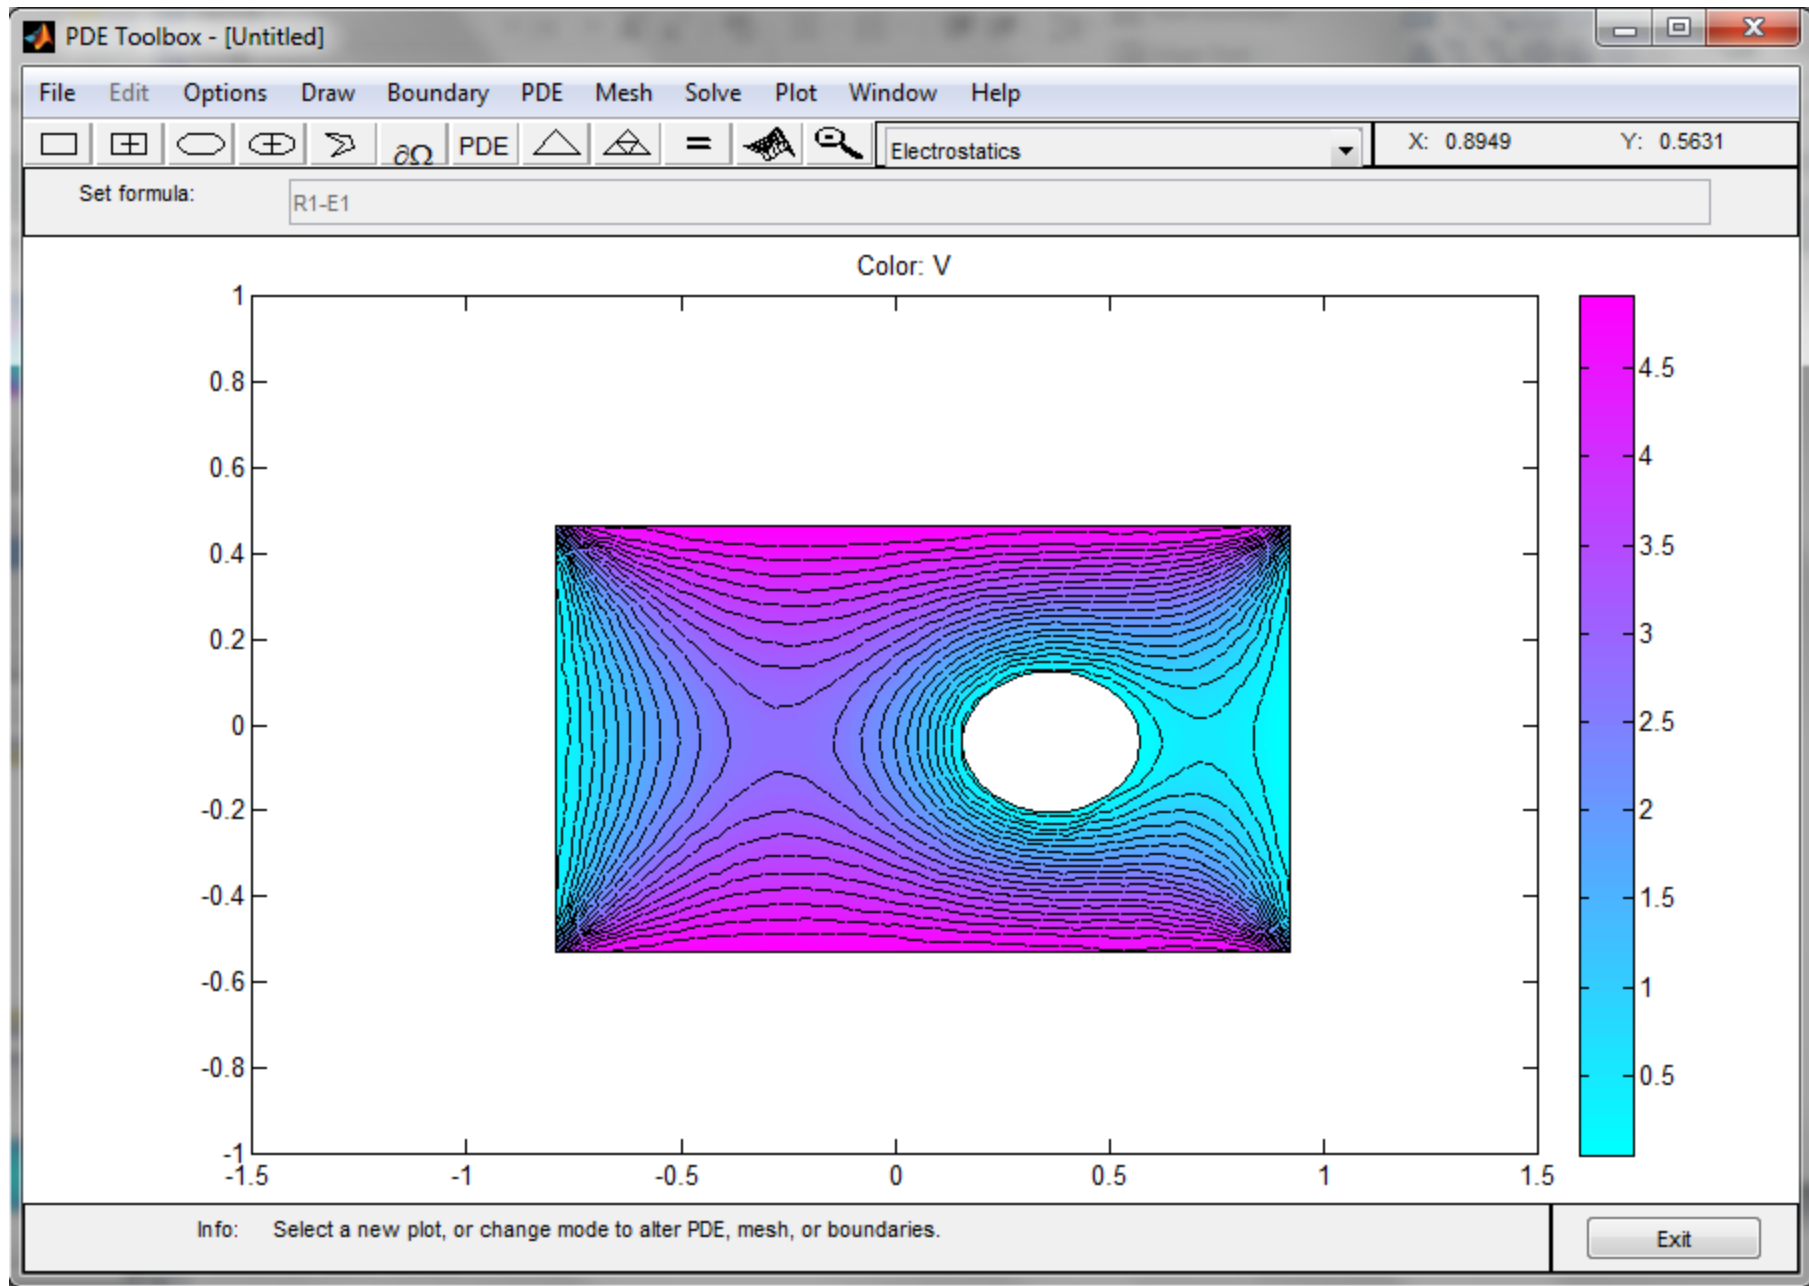 PDE Toolbox - [Untitled]
File Edit Options Draw Boundary PDE Mesh Solve Plot Window Help
∂Ω PDE = Electrostatics X: 0.8949 Y: 0.5631
Set formula: R1-E1
Color: V
1
0.8
0.6
0.4
0.2
0
-0.2
-0.4
-0.6
-0.8
-1
-1.5 -1 -0.5 0 0.5 1 1.5
4.5
4
3.5
3
2.5
2
1.5
1
0.5
Info: Select a new plot, or change mode to alter PDE, mesh, or boundaries.
Exit